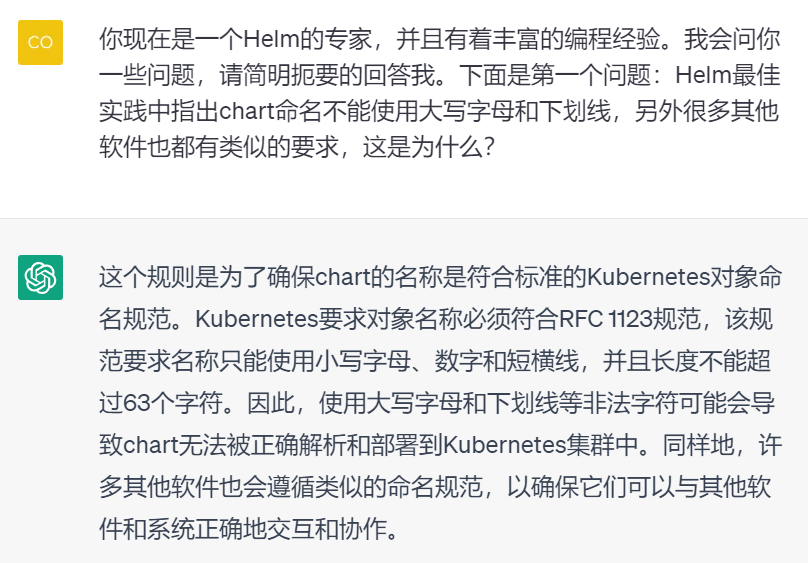 CO
你现在是一个Helm的专家，并且有着丰富的编程经验。我会问你
一些问题，请简明扼要的回答我。下面是第一个问题：Helm最佳
实践中指出chart命名不能使用大写字母和下划线，另外很多其他
软件也都有类似的要求，这是为什么？
这个规则是为了确保chart的名称是符合标准的Kubernetes对象命
名规范。Kubernetes要求对象名称必须符合RFC 1123规范，该规
范要求名称只能使用小写字母、数字和短横线，并且长度不能超
过63个字符。因此，使用大写字母和下划线等非法字符可能会导
致chart无法被正确解析和部署到Kubernetes集群中。同样地，许
多其他软件也会遵循类似的命名规范，以确保它们可以与其他软
件和系统正确地交互和协作。